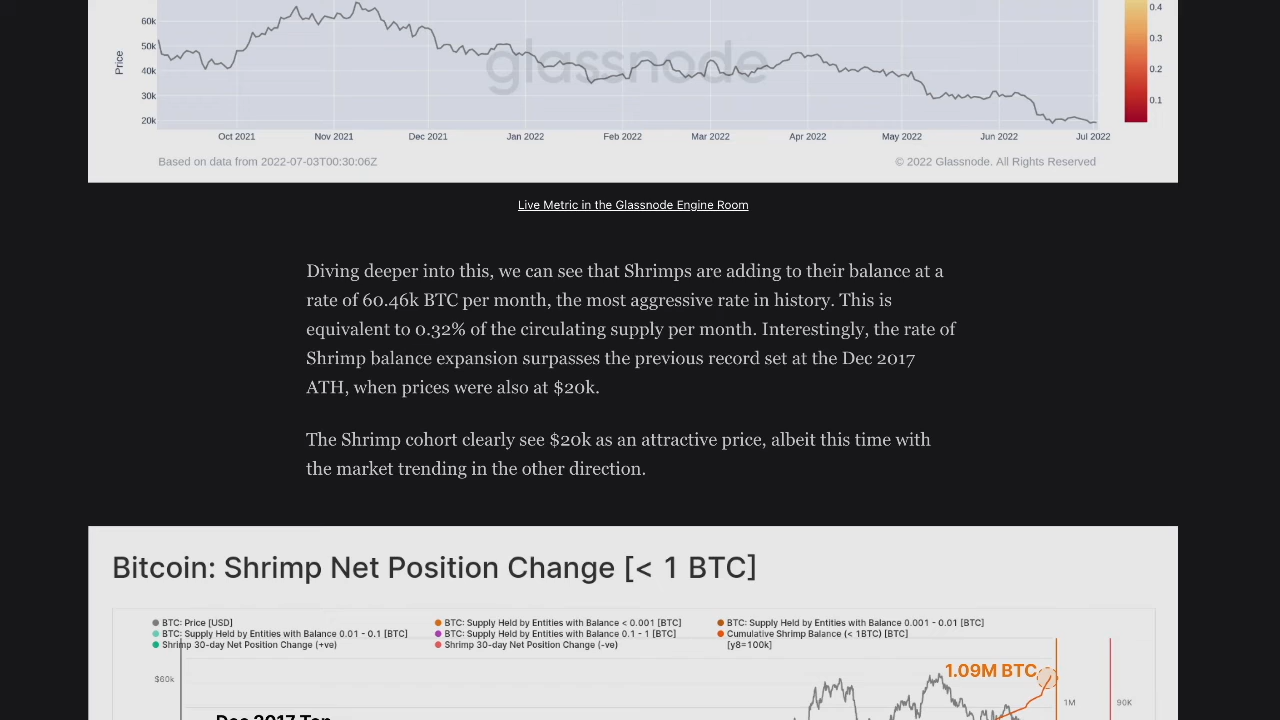 60k
50k
40k
30k
20k
Price
glassnode
0.4
0.3
0.2
0.1
Oct 2021 Nov 2021 Dec 2021 Jan 2022 Feb 2022 Mar 2022 Apr 2022 May 2022 Jun 2022 Jul 2022
Based on data from 2022-07-03T00:30:06Z © 2022 Glassnode. All Rights Reserved
Live Metric in the Glassnode Engine Room
Diving deeper into this, we can see that Shrimps are adding to their balance at a
rate of 60.46k BTC per month, the most aggressive rate in history. This is
equivalent to 0.32% of the circulating supply per month. Interestingly, the rate of
Shrimp balance expansion surpasses the previous record set at the Dec 2017
ATH, when prices were also at $20k.
The Shrimp cohort clearly see $20k as an attractive price, albeit this time with
the market trending in the other direction.
Bitcoin: Shrimp Net Position Change [< 1 BTC]
BTC: Price [USD] BTC: Supply Held by Entities with Balance < 0.001 [BTC] BTC: Supply Held by Entities with Balance 0.001 - 0.01 [BTC]
BTC: Supply Held by Entities with Balance 0.01 - 0.1 [BTC] BTC: Supply Held by Entities with Balance 0.1 - 1 [BTC] Cumulative Shrimp Balance (< 1BTC) [BTC]
Shrimp 30-day Net Position Change (+ve) Shrimp 30-day Net Position Change (-ve) [y8=100k]
1.09M BTC
$60k
1M 90K
Dec 2017 Top